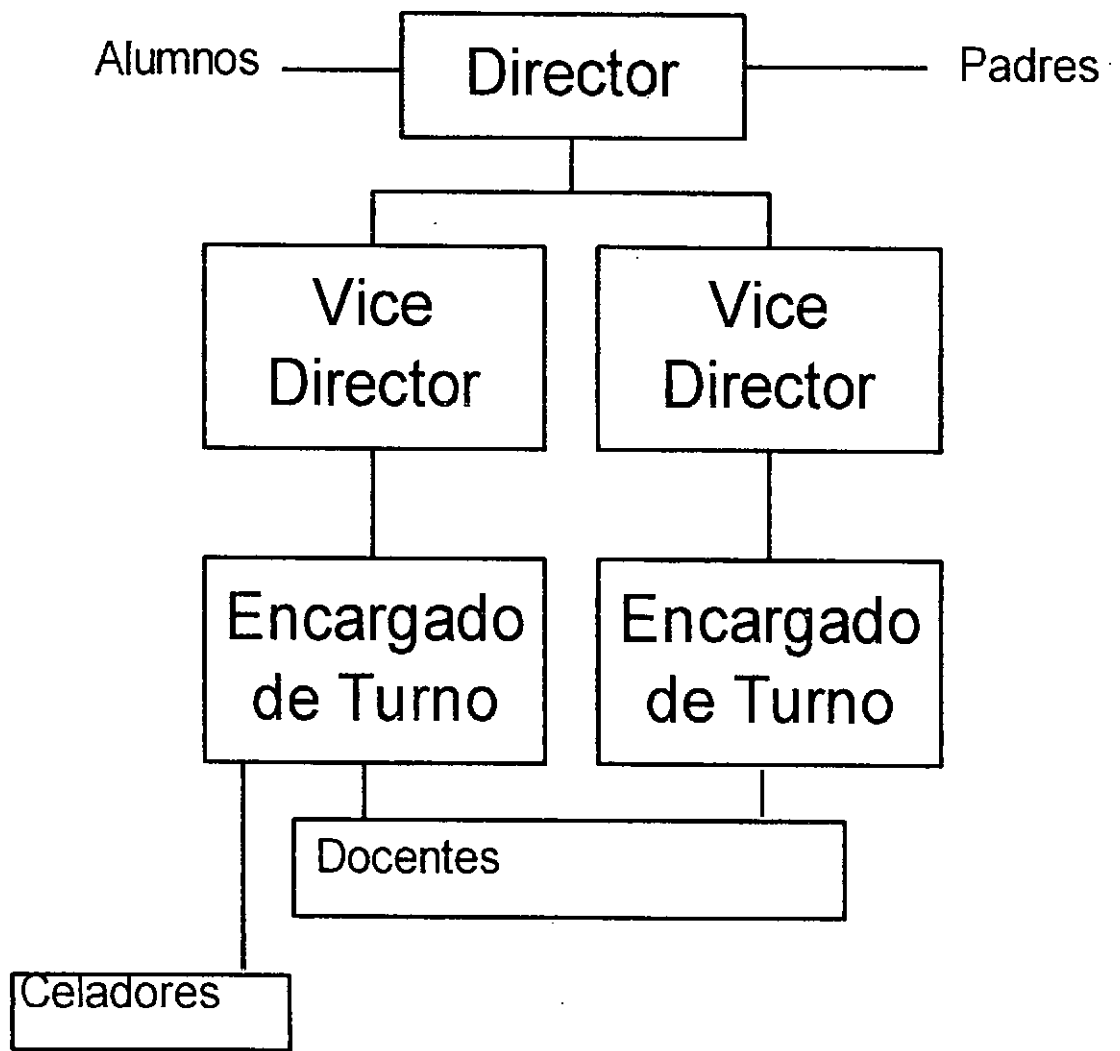 Alumnos
Director
Padres
Vice
Director
Vice
Director
Encargado
de Turno
Encargado
de Turno
Docentes
Celadores